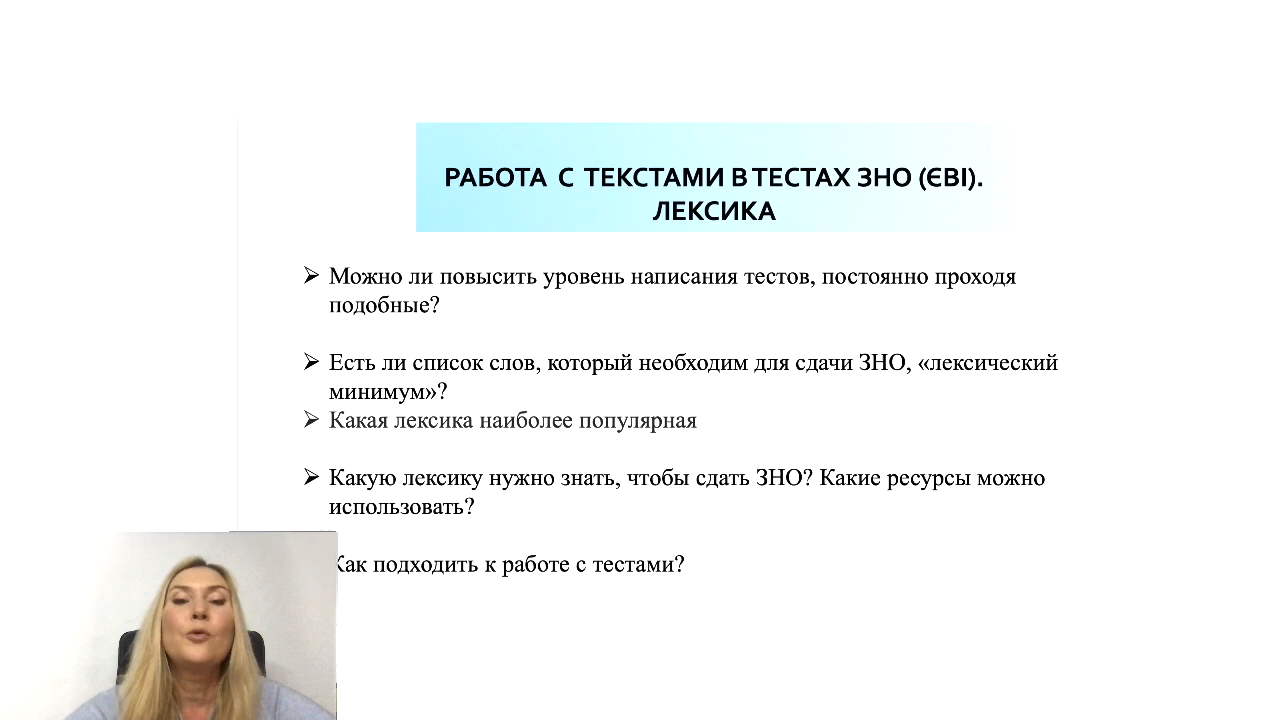 РАБОТА С ТЕКСТАМИ В ТЕСТАХ ЗНО (ЄВІ).
ЛЕКСИКА
Можно ли повысить уровень написания тестов, постоянно проходя
подобные?
Есть ли список слов, который необходим для сдачи ЗНО, «лексический
минимум»?
Какая лексика наиболее популярная
Какую лексику нужно знать, чтобы сдать ЗНО? Какие ресурсы можно
использовать?
Как подходить к работе с тестами?